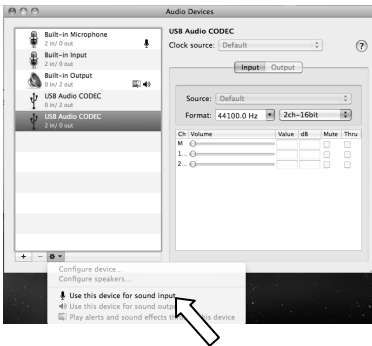 Audio Devices
Built-in Microphone
2 in/ 0 out
Built-in Input
2 in/ 0 out
Built-in Output
0 in/ 2 out
USB Audio CODEC
0 in/ 2 out
USB Audio CODEC
2 in/ 0 out
+ −
USB Audio CODEC
Clock source: Default
?
Input Output
Source: Default
Format: 44100.0 Hz 2ch-16bit
Ch Volume Value dB Mute Thru
M
1...
2...
Configure device...
Configure speakers...
Use this device for sound input
Use this device for sound
Play alerts and sound effects this device